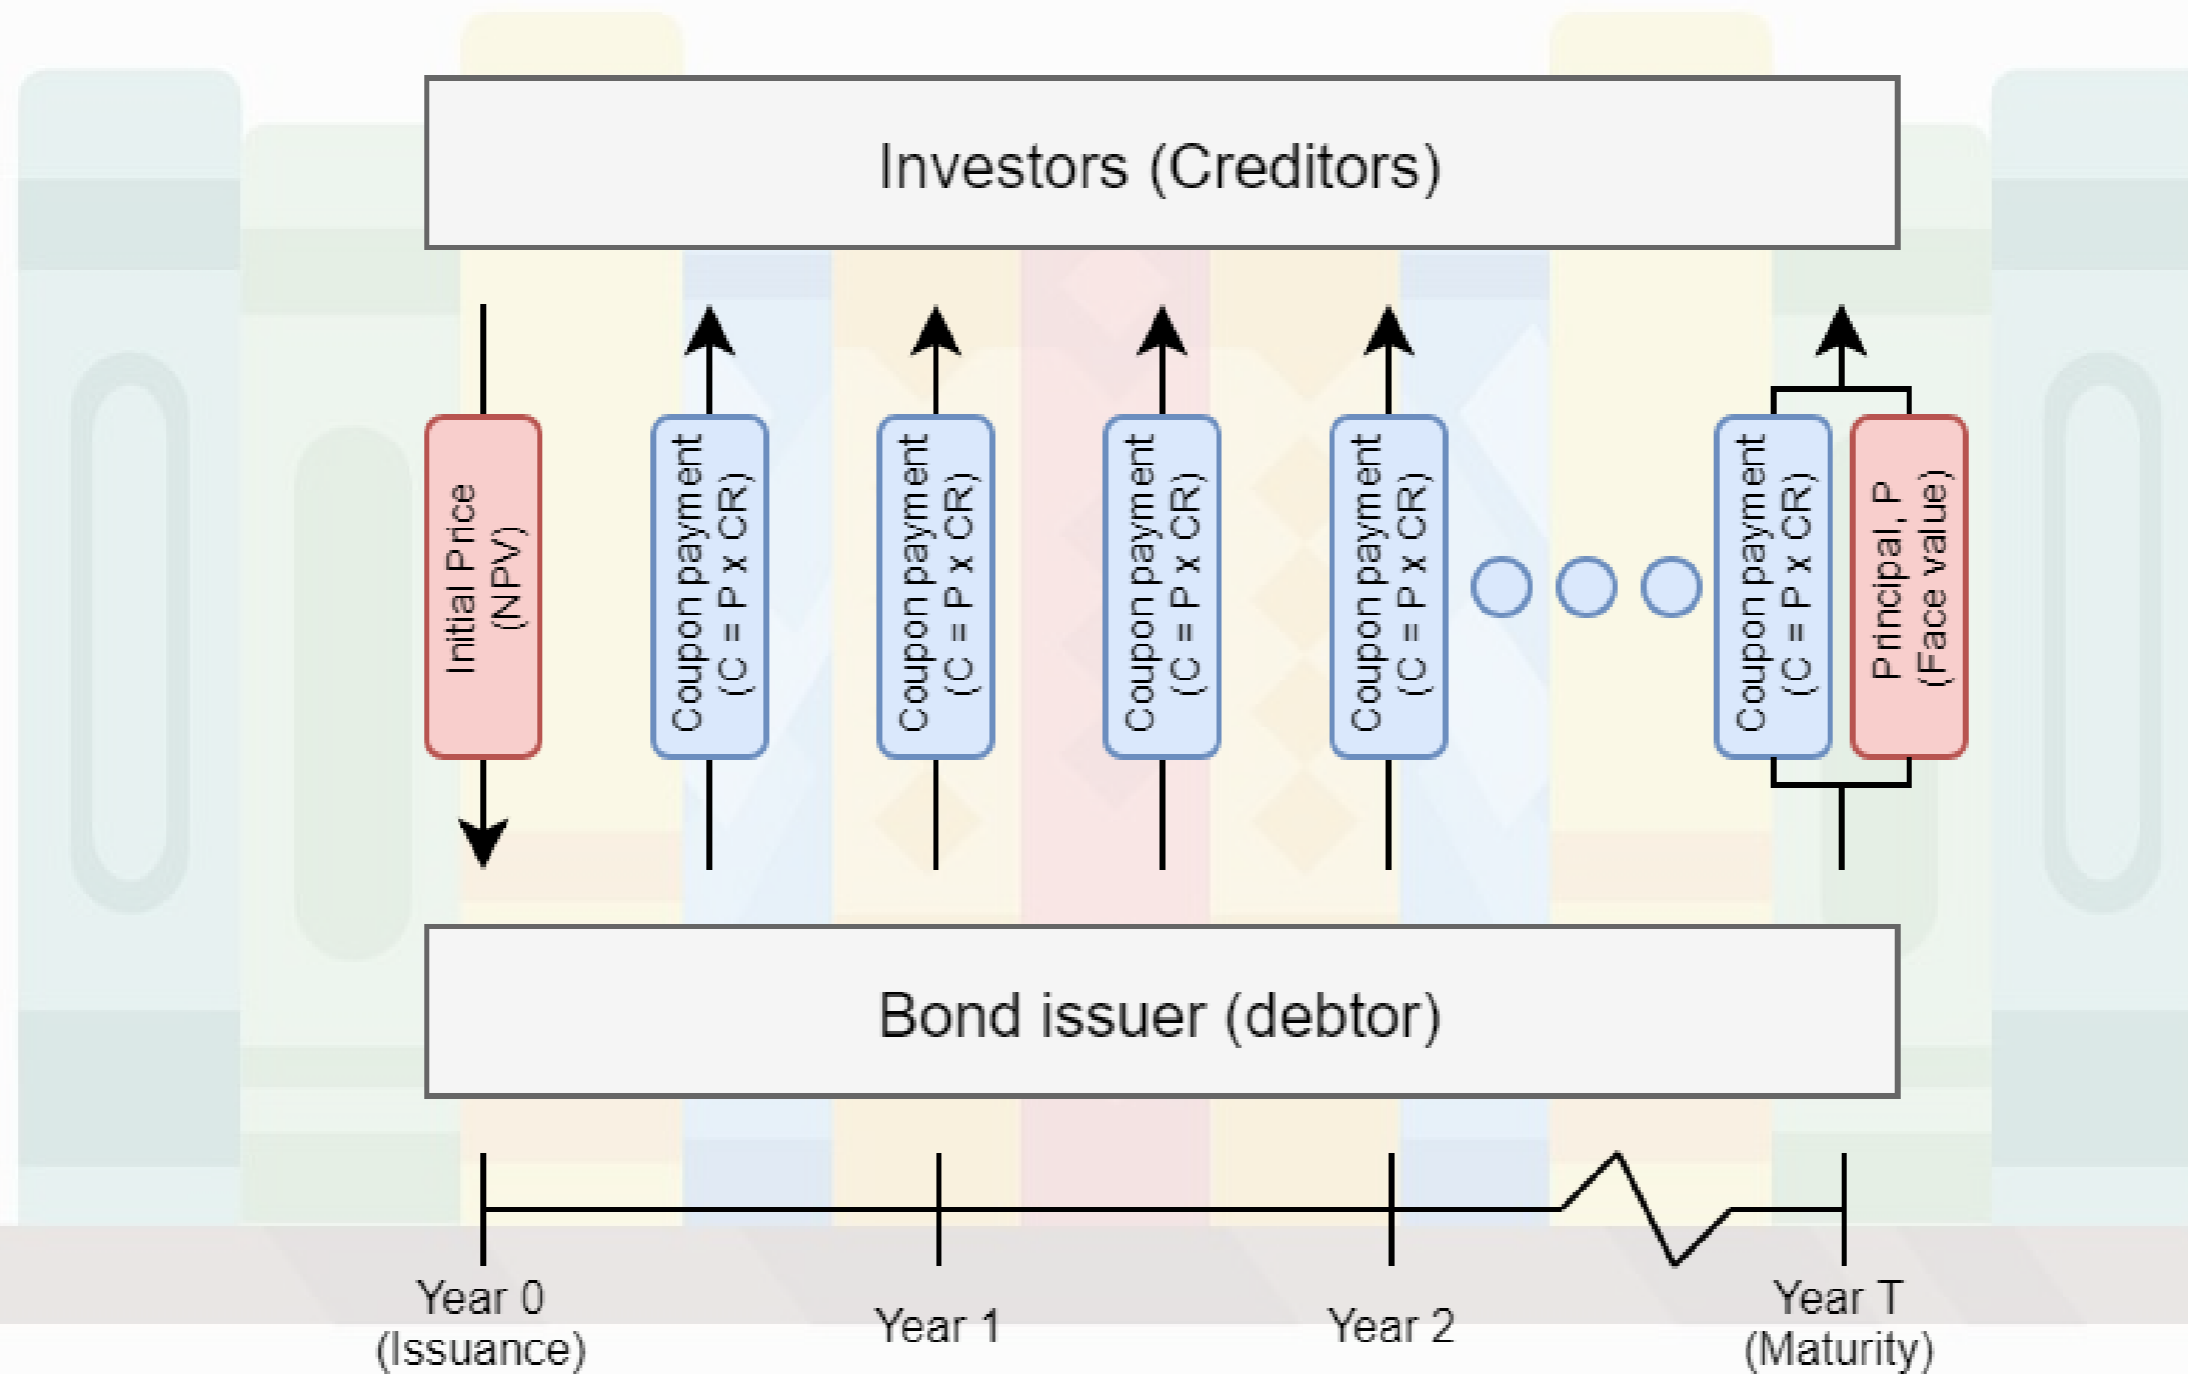 Investors (Creditors)
Initial Price
(NPV)
Coupon payment
(C = P x CR)
Coupon payment
(C = P x CR)
Coupon payment
(C = P x CR)
Coupon payment
(C = P x CR)
Coupon payment
(C = P x CR)
Principal, P
(Face value)
Bond issuer (debtor)
Year 0
(Issuance)
Year 1
Year 2
Year T
(Maturity)